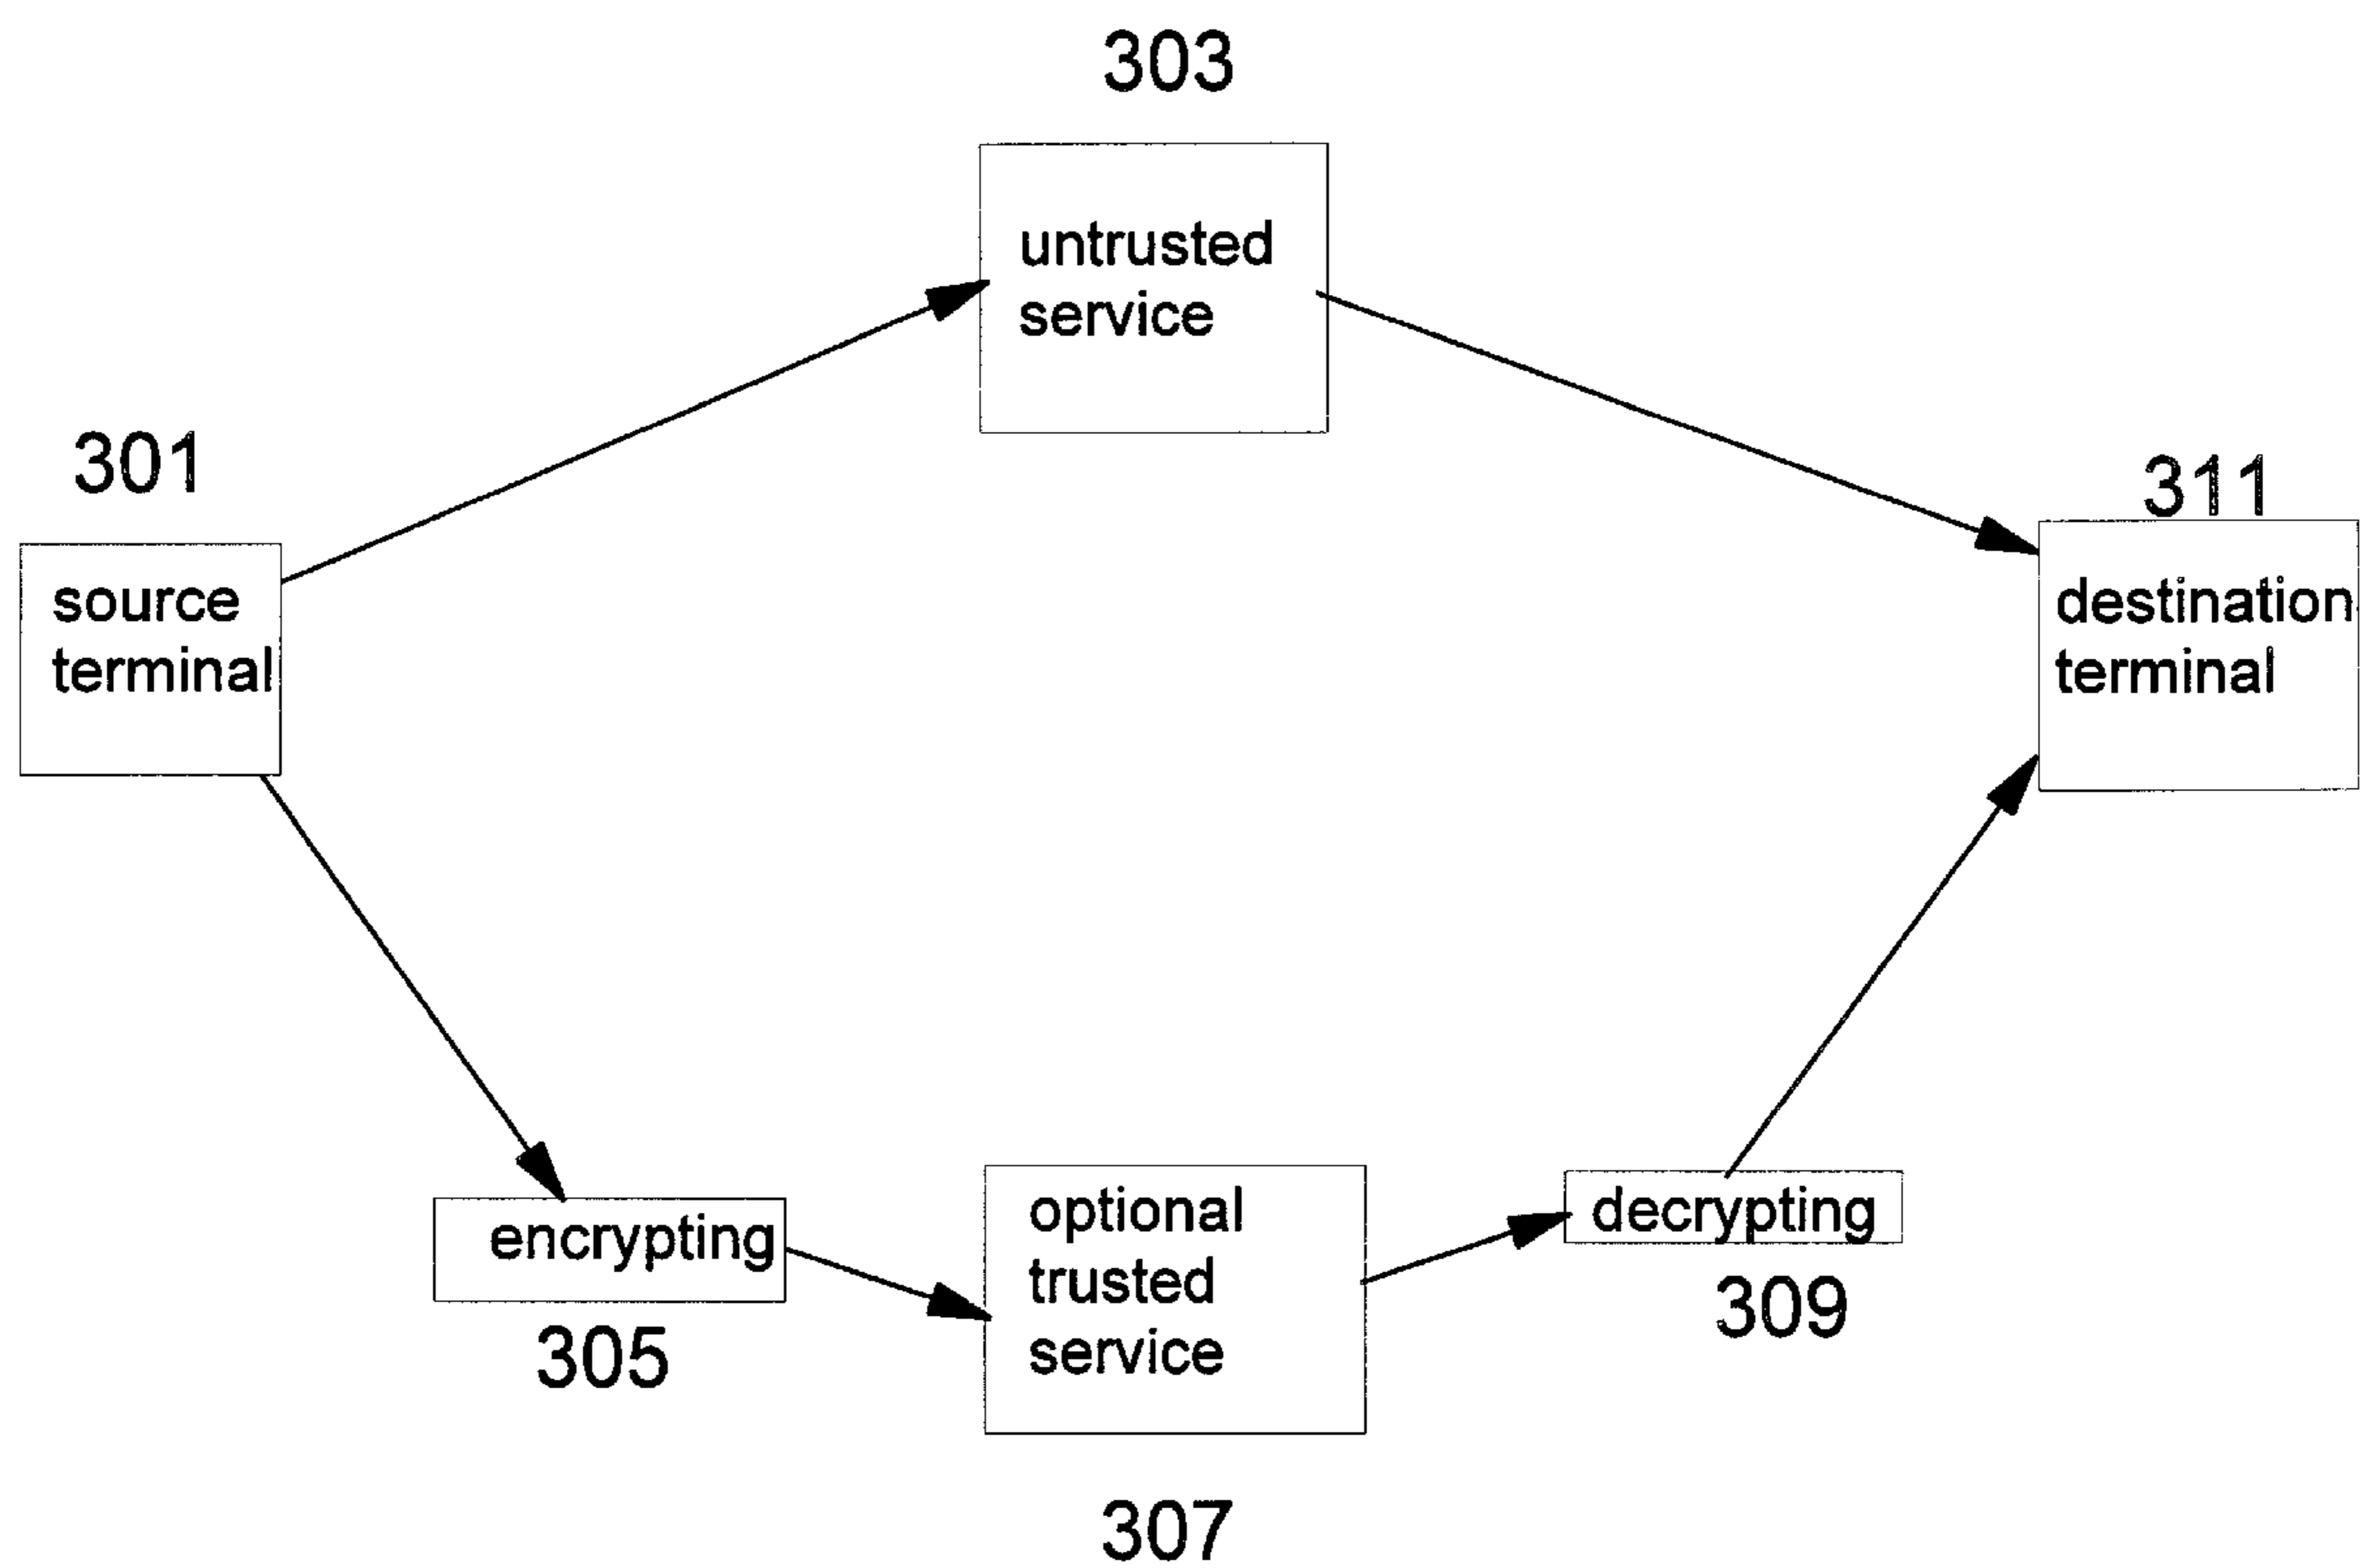 303
untrusted
service
301
source
terminal
311
destination
terminal
encrypting
305
optional
trusted
service
307
decrypting
309